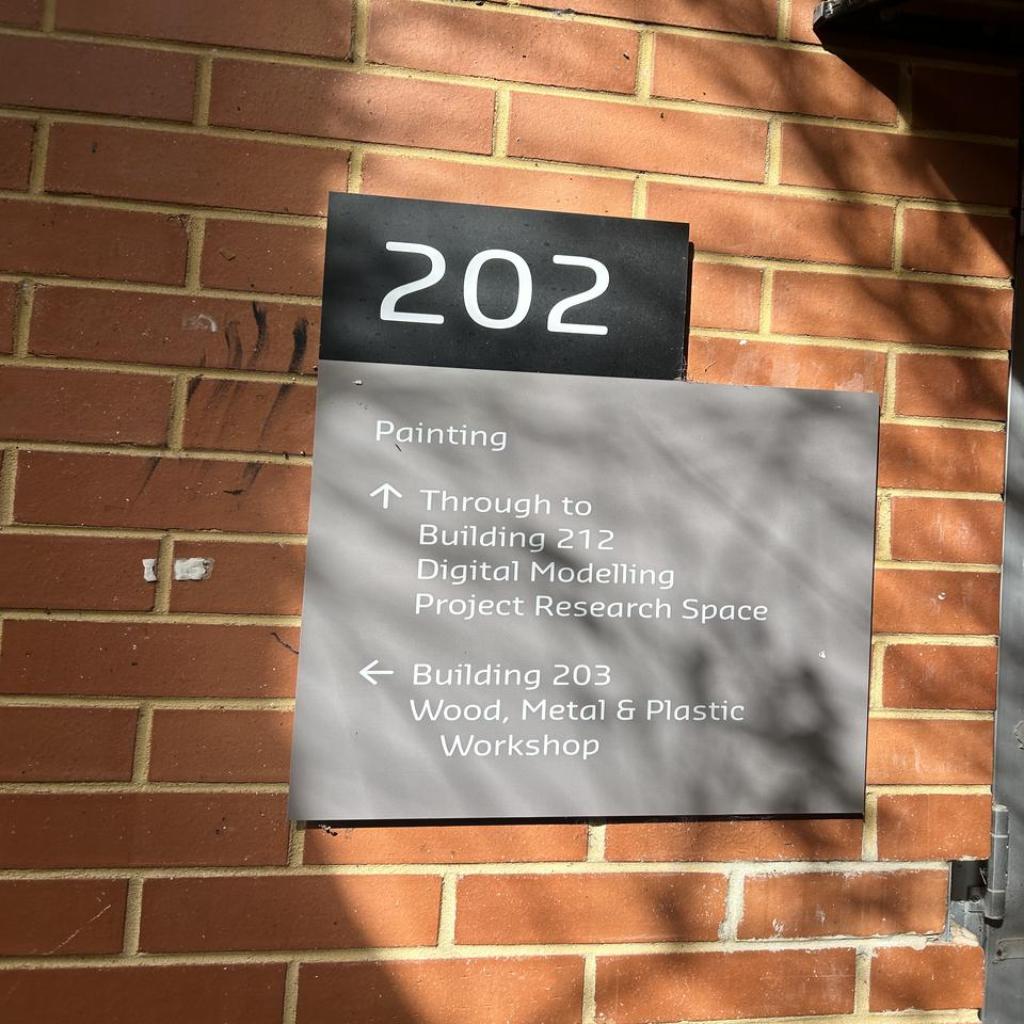 202
Painting
↑ Through to
Building 212
Digital Modelling
Project Research Space
← Building 203
Wood, Metal & Plastic
Workshop